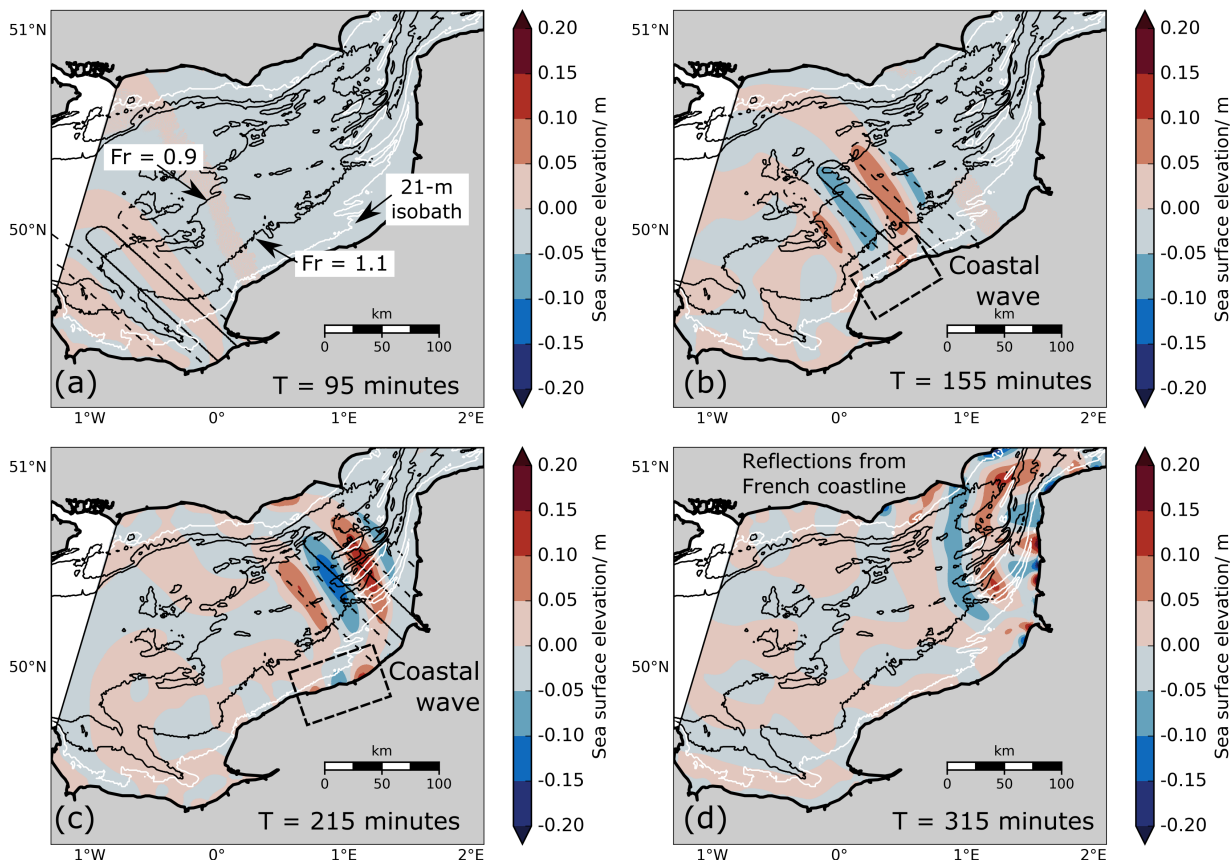 51°N
50°N
Fr = 0.9
21-m
isobath
Fr = 1.1
km
0 50 100
(a)
T = 95 minutes
1°W 0° 1°E 2°E
0.20
0.15
0.10
0.05
0.00
-0.05
-0.10
-0.15
-0.20
Sea surface elevation/ m
51°N
50°N
Coastal
wave
km
0 50 100
(b)
T = 155 minutes
1°W 0° 1°E 2°E
0.20
0.15
0.10
0.05
0.00
-0.05
-0.10
-0.15
-0.20
Sea surface elevation/ m
51°N
50°N
Coastal
wave
km
0 50 100
(c)
T = 215 minutes
1°W 0° 1°E 2°E
0.20
0.15
0.10
0.05
0.00
-0.05
-0.10
-0.15
-0.20
Sea surface elevation/ m
Reflections from
French coastline
51°N
50°N
km
0 50 100
(d)
T = 315 minutes
1°W 0° 1°E 2°E
0.20
0.15
0.10
0.05
0.00
-0.05
-0.10
-0.15
-0.20
Sea surface elevation/ m